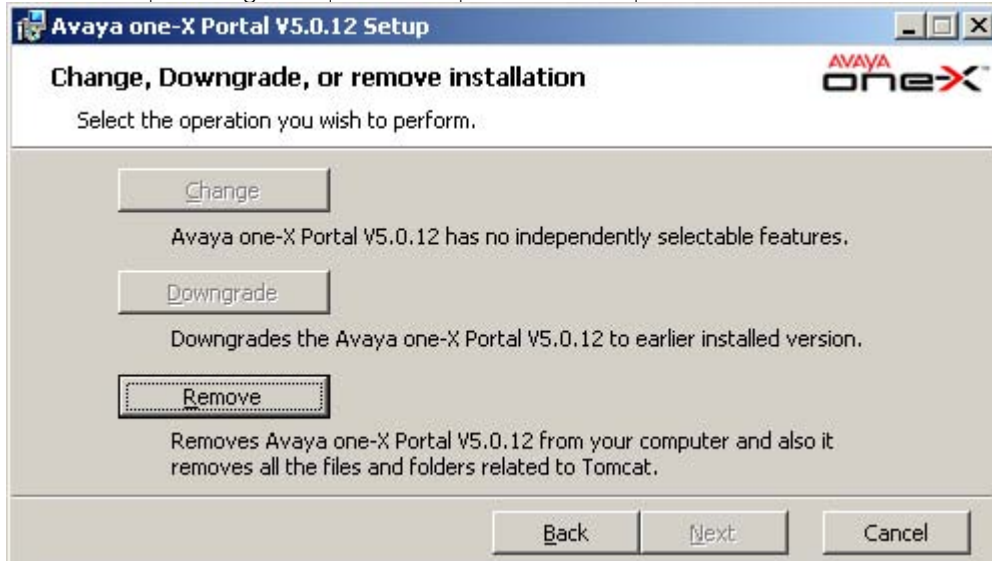 Avaya one-X Portal V5.0.12 Setup
Change, Downgrade, or remove installation
AVAYA
one-X
Select the operation you wish to perform.
Change
Avaya one-X Portal V5.0.12 has no independently selectable features.
Downgrade
Downgrades the Avaya one-X Portal V5.0.12 to earlier installed version.
Remove
Removes Avaya one-X Portal V5.0.12 from your computer and also it
removes all the files and folders related to Tomcat.
Back Next Cancel